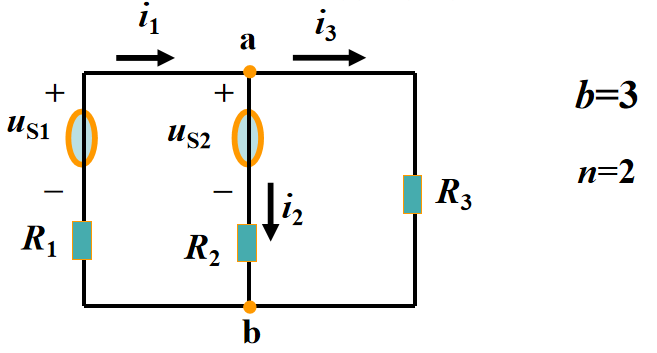 i₁
i₃
a
+
+
b=3
uS1
uS2
n=2
−
−
i₂
R₃
R₁
R₂
b